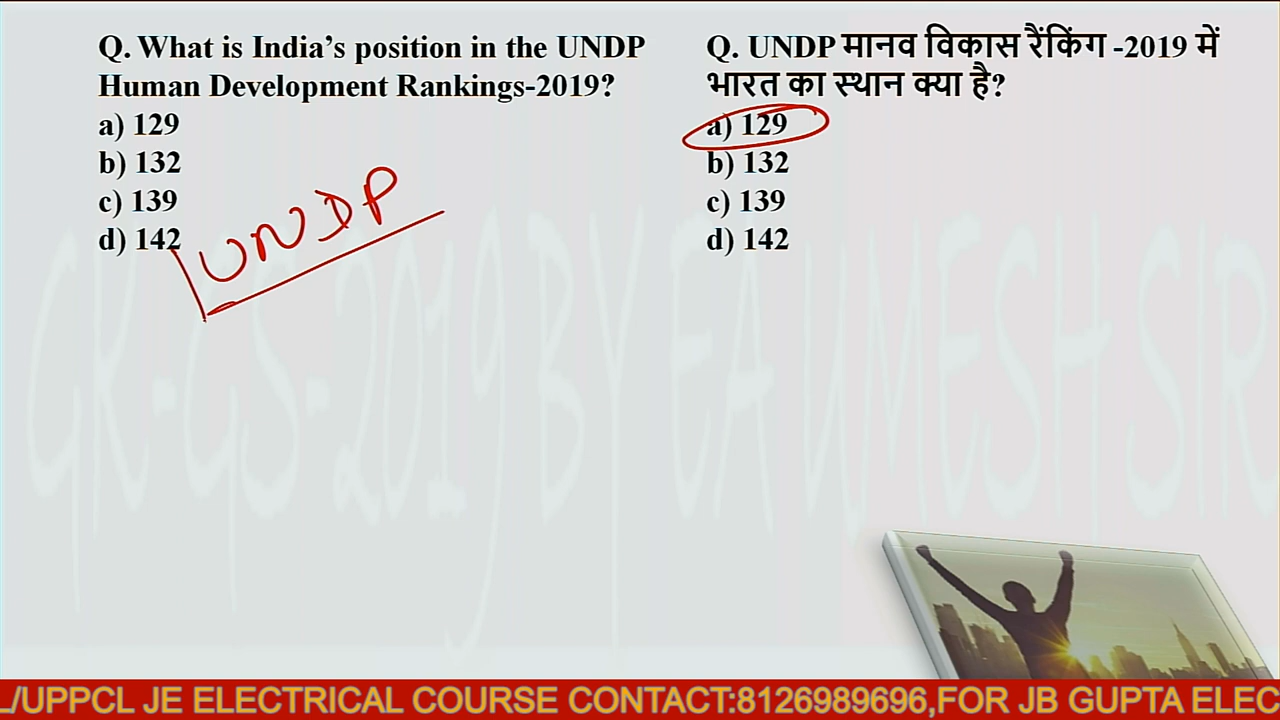 Q. What is India’s position in the UNDP
Human Development Rankings-2019?
a) 129
b) 132
c) 139
d) 142
UNDP
Q. UNDP मानव विकास रैंकिंग -2019 में
भारत का स्थान क्या है?
a) 129
b) 132
c) 139
d) 142
GK-GS-2019 BY EA UMESH SIR
L/UPPCL JE ELECTRICAL COURSE CONTACT:8126989696,FOR JB GUPTA ELEC